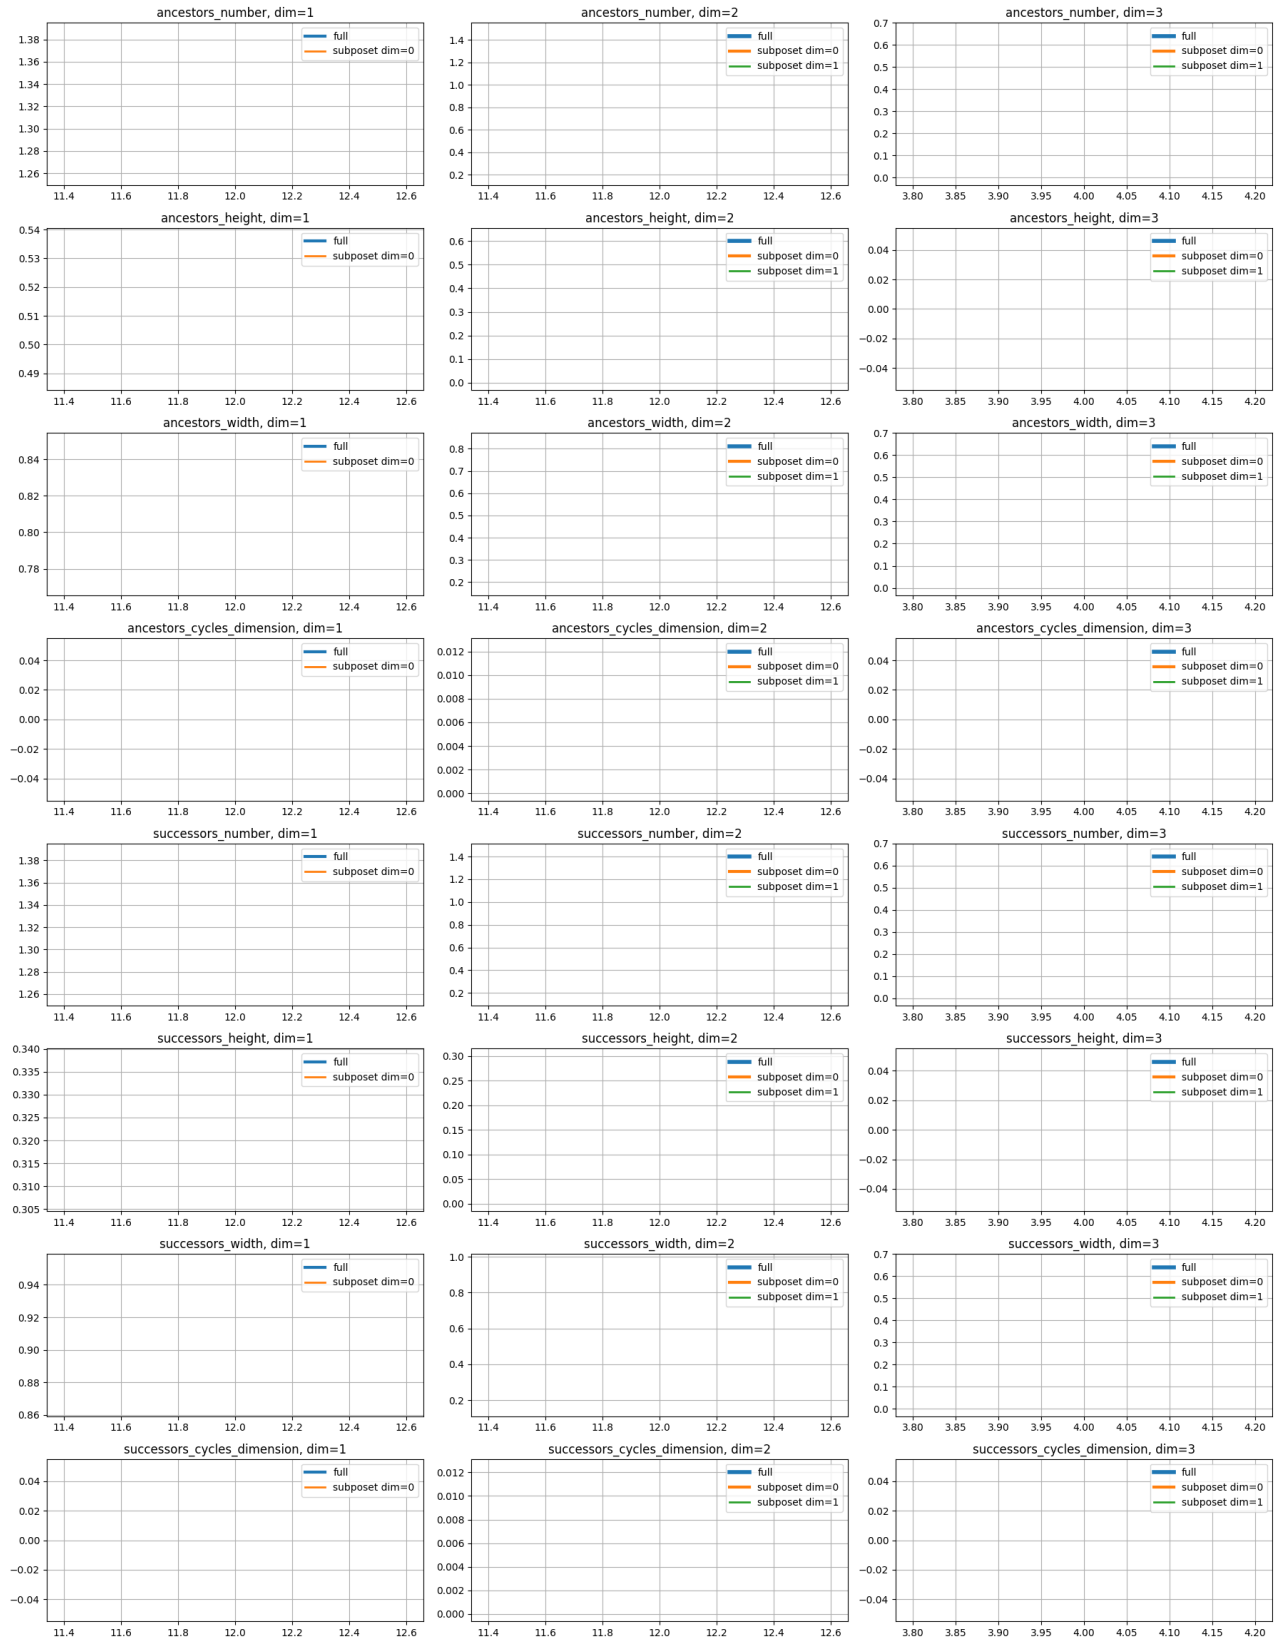 ancestors_number, dim=1
1.38
1.36
1.34
1.32
1.30
1.28
1.26
full
subposet dim=0
11.4 11.6 11.8 12.0 12.2 12.4 12.6
ancestors_number, dim=2
1.4
1.2
1.0
0.8
0.6
0.4
0.2
full
subposet dim=0
subposet dim=1
11.4 11.6 11.8 12.0 12.2 12.4 12.6
ancestors_number, dim=3
0.7
0.6
0.5
0.4
0.3
0.2
0.1
0.0
full
subposet dim=0
subposet dim=1
3.80 3.85 3.90 3.95 4.00 4.05 4.10 4.15 4.20
ancestors_height, dim=1
0.54
0.53
0.52
0.51
0.50
0.49
full
subposet dim=0
11.4 11.6 11.8 12.0 12.2 12.4 12.6
ancestors_height, dim=2
0.6
0.5
0.4
0.3
0.2
0.1
0.0
full
subposet dim=0
subposet dim=1
11.4 11.6 11.8 12.0 12.2 12.4 12.6
ancestors_height, dim=3
0.04
0.02
0.00
−0.02
−0.04
full
subposet dim=0
subposet dim=1
3.80 3.85 3.90 3.95 4.00 4.05 4.10 4.15 4.20
ancestors_width, dim=1
0.84
0.82
0.80
0.78
full
subposet dim=0
11.4 11.6 11.8 12.0 12.2 12.4 12.6
ancestors_width, dim=2
0.8
0.7
0.6
0.5
0.4
0.3
0.2
full
subposet dim=0
subposet dim=1
11.4 11.6 11.8 12.0 12.2 12.4 12.6
ancestors_width, dim=3
0.7
0.6
0.5
0.4
0.3
0.2
0.1
0.0
full
subposet dim=0
subposet dim=1
3.80 3.85 3.90 3.95 4.00 4.05 4.10 4.15 4.20
ancestors_cycles_dimension, dim=1
0.04
0.02
0.00
−0.02
−0.04
full
subposet dim=0
11.4 11.6 11.8 12.0 12.2 12.4 12.6
ancestors_cycles_dimension, dim=2
0.012
0.010
0.008
0.006
0.004
0.002
0.000
full
subposet dim=0
subposet dim=1
11.4 11.6 11.8 12.0 12.2 12.4 12.6
ancestors_cycles_dimension, dim=3
0.04
0.02
0.00
−0.02
−0.04
full
subposet dim=0
subposet dim=1
3.80 3.85 3.90 3.95 4.00 4.05 4.10 4.15 4.20
successors_number, dim=1
1.38
1.36
1.34
1.32
1.30
1.28
1.26
full
subposet dim=0
11.4 11.6 11.8 12.0 12.2 12.4 12.6
successors_number, dim=2
1.4
1.2
1.0
0.8
0.6
0.4
0.2
full
subposet dim=0
subposet dim=1
11.4 11.6 11.8 12.0 12.2 12.4 12.6
successors_number, dim=3
0.7
0.6
0.5
0.4
0.3
0.2
0.1
0.0
full
subposet dim=0
subposet dim=1
3.80 3.85 3.90 3.95 4.00 4.05 4.10 4.15 4.20
successors_height, dim=1
0.340
0.335
0.330
0.325
0.320
0.315
0.310
0.305
full
subposet dim=0
11.4 11.6 11.8 12.0 12.2 12.4 12.6
successors_height, dim=2
0.30
0.25
0.20
0.15
0.10
0.05
0.00
full
subposet dim=0
subposet dim=1
11.4 11.6 11.8 12.0 12.2 12.4 12.6
successors_height, dim=3
0.04
0.02
0.00
−0.02
−0.04
full
subposet dim=0
subposet dim=1
3.80 3.85 3.90 3.95 4.00 4.05 4.10 4.15 4.20
successors_width, dim=1
0.94
0.92
0.90
0.88
0.86
full
subposet dim=0
11.4 11.6 11.8 12.0 12.2 12.4 12.6
successors_width, dim=2
1.0
0.8
0.6
0.4
0.2
full
subposet dim=0
subposet dim=1
11.4 11.6 11.8 12.0 12.2 12.4 12.6
successors_width, dim=3
0.7
0.6
0.5
0.4
0.3
0.2
0.1
0.0
full
subposet dim=0
subposet dim=1
3.80 3.85 3.90 3.95 4.00 4.05 4.10 4.15 4.20
successors_cycles_dimension, dim=1
0.04
0.02
0.00
−0.02
−0.04
full
subposet dim=0
11.4 11.6 11.8 12.0 12.2 12.4 12.6
successors_cycles_dimension, dim=2
0.012
0.010
0.008
0.006
0.004
0.002
0.000
full
subposet dim=0
subposet dim=1
11.4 11.6 11.8 12.0 12.2 12.4 12.6
successors_cycles_dimension, dim=3
0.04
0.02
0.00
−0.02
−0.04
full
subposet dim=0
subposet dim=1
3.80 3.85 3.90 3.95 4.00 4.05 4.10 4.15 4.20